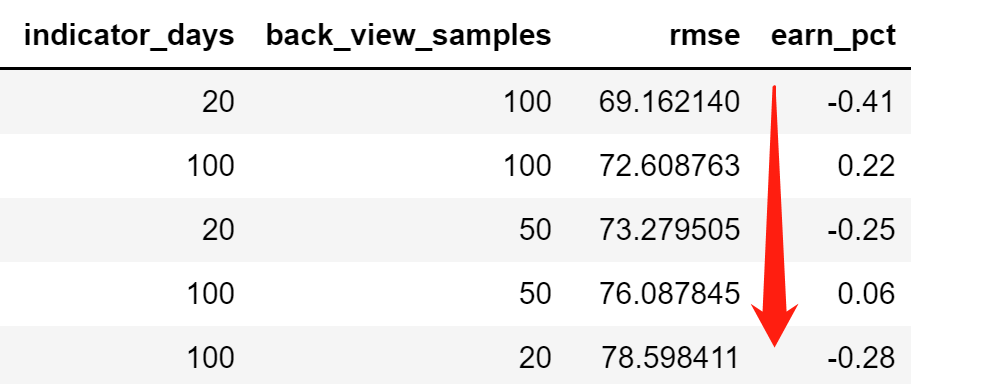 indicator_days back_view_samples rmse earn_pct
20 100 69.162140 -0.41
100 100 72.608763 0.22
20 50 73.279505 -0.25
100 50 76.087845 0.06
100 20 78.598411 -0.28